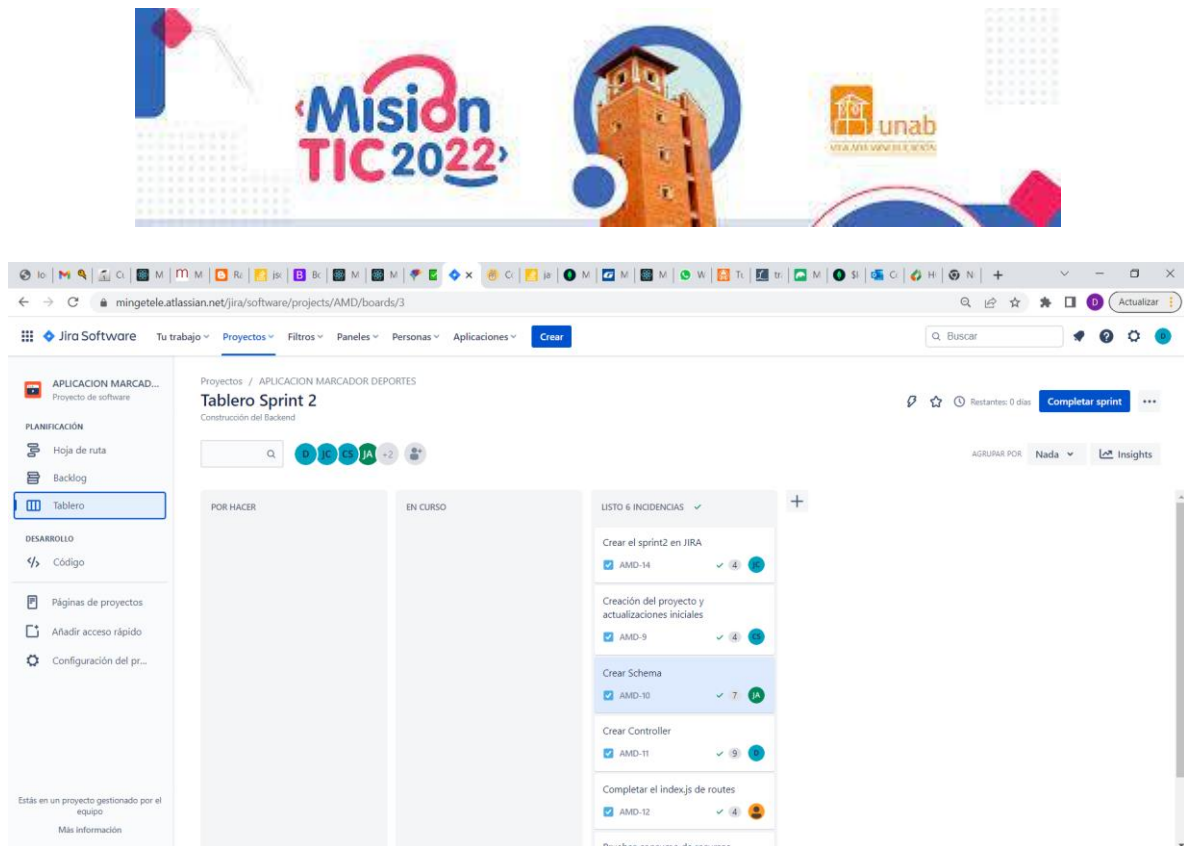 ‹Misión
TIC 2022›
unab
VIGILADA MINEDUCACIÓN
mingetele.atlassian.net/jira/software/projects/AMD/boards/3
Actualizar
Jira Software
Tu trabajo
Proyectos
Filtros
Paneles
Personas
Aplicaciones
Crear
Buscar
APLICACION MARCAD...
Proyecto de software
PLANIFICACIÓN
Hoja de ruta
Backlog
Tablero
DESARROLLO
Código
Páginas de proyectos
Añadir acceso rápido
Configuración del pr...
Estás en un proyecto gestionado por el
equipo
Más información
Proyectos / APLICACION MARCADOR DEPORTES
Tablero Sprint 2
Construcción del Backend
Restantes: 0 días
Completar sprint
D JC CS JA +2
AGRUPAR POR
Nada
Insights
POR HACER
EN CURSO
LISTO 6 INCIDENCIAS
Crear el sprint2 en JIRA
AMD-14 4 JC
Creación del proyecto y
actualizaciones iniciales
AMD-9 4 CS
Crear Schema
AMD-10 7 JA
Crear Controller
AMD-11 9 D
Completar el index.js de routes
AMD-12 4